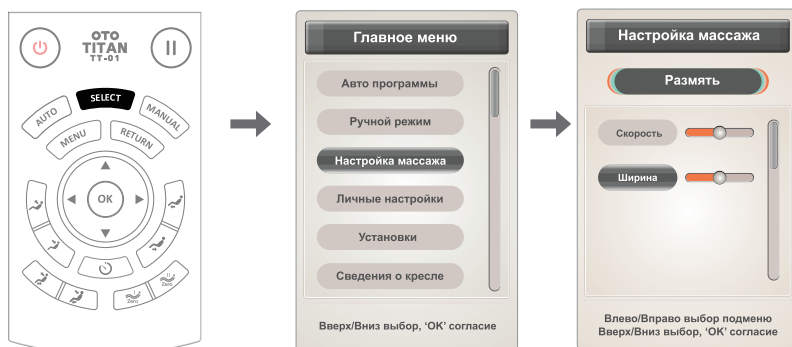 OTO
TITAN
TT-01
SELECT
AUTO
MANUAL
MENU
RETURN
OK
Zero
Zero
Главное меню
Авто программы
Ручной режим
Настройка массажа
Личные настройки
Установки
Сведения о кресле
Вверх/Вниз выбор, ‘OK’ согласие
Настройка массажа
Размять
Скорость
Ширина
Влево/Вправо выбор подменю
Вверх/Вниз выбор, ‘OK’ согласие